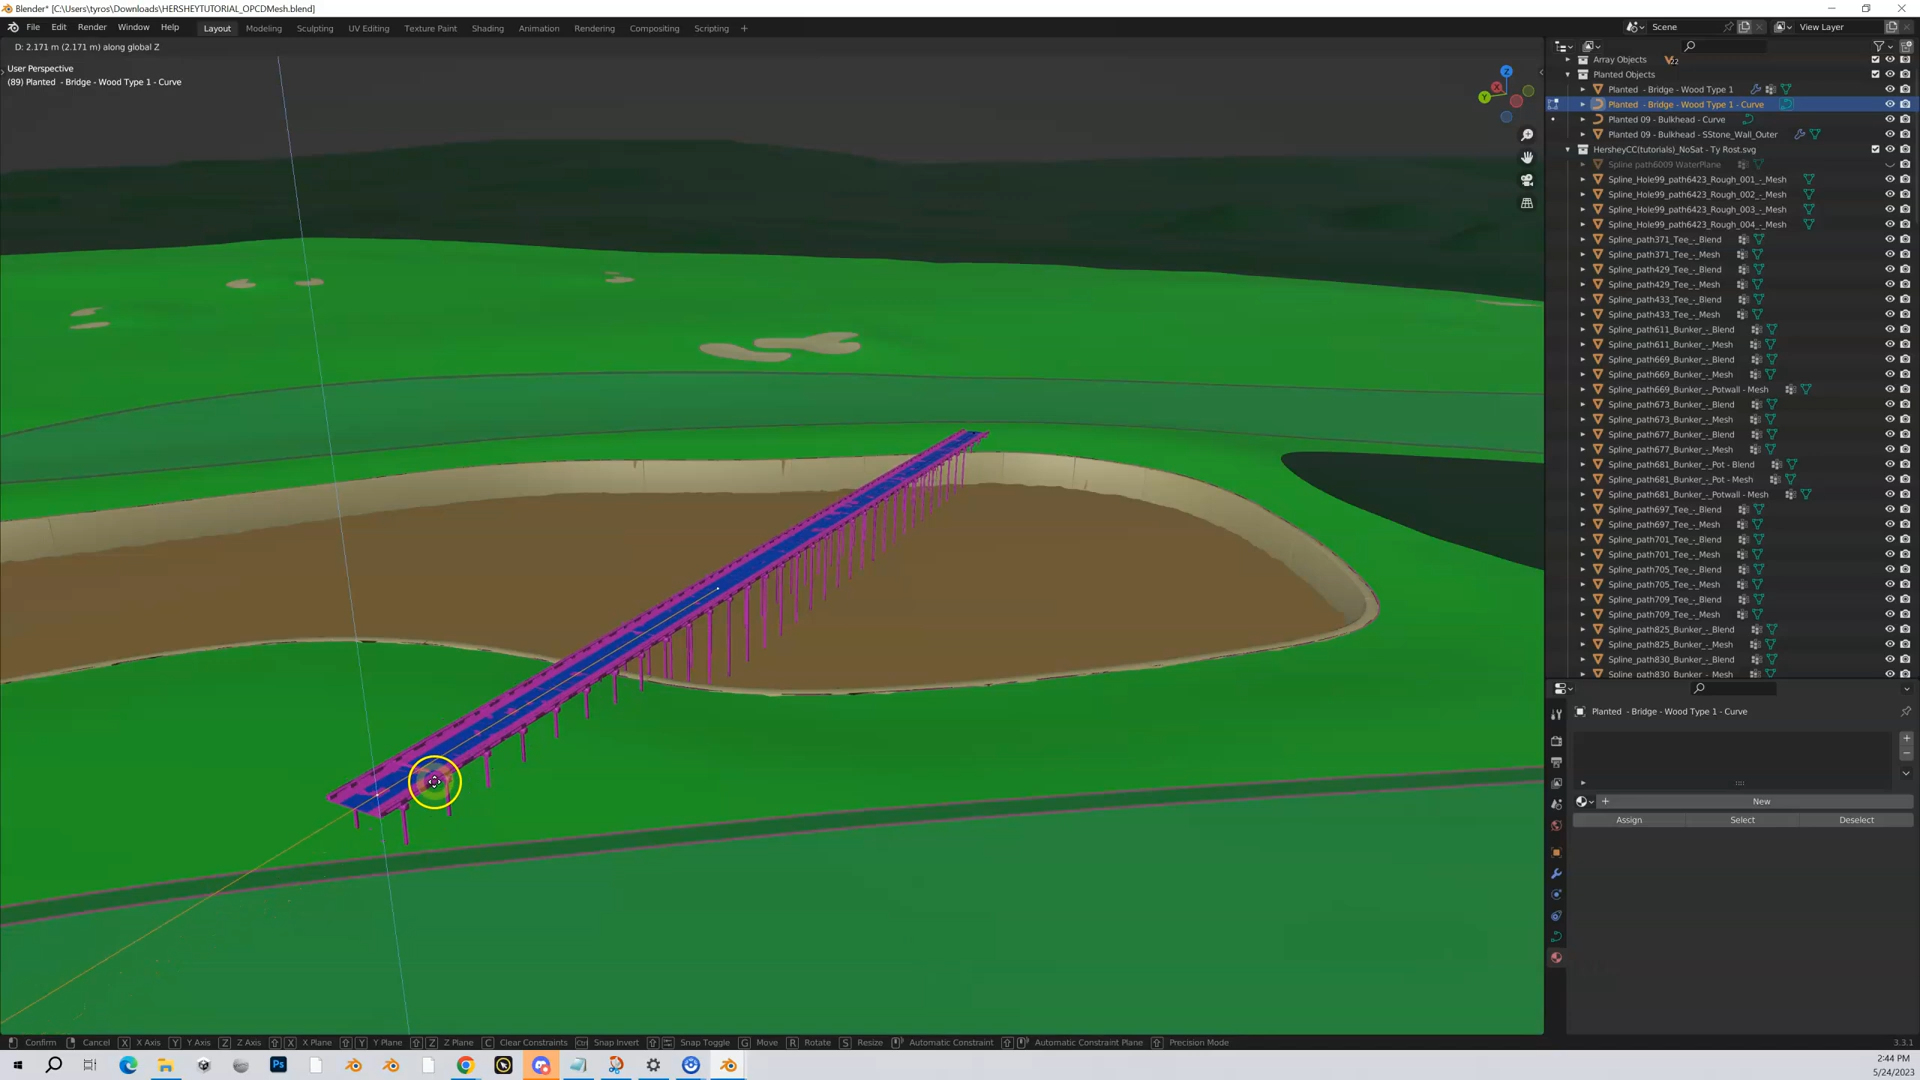 Blender* [C:\Users\tyros\Downloads\HERSHEYTUTORIAL_OPCDMesh.blend]
File Edit Render Window Help Layout Modeling Sculpting UV Editing Texture Paint Shading Animation Rendering Compositing Scripting + Scene View Layer
D: 2.171 m (2.171 m) along global Z
User Perspective
(89) Planted - Bridge - Wood Type 1 - Curve
Z
X
Y
Array Objects 22
Planted Objects
Planted - Bridge - Wood Type 1
Planted - Bridge - Wood Type 1 - Curve
Planted 09 - Bulkhead - Curve
Planted 09 - Bulkhead - SStone_Wall_Outer
HersheyCC(tutorials)_NoSat - Ty Rost.svg
Spline path6009 WaterPlane
Spline_Hole99_path6423_Rough_001_-_Mesh
Spline_Hole99_path6423_Rough_002_-_Mesh
Spline_Hole99_path6423_Rough_003_-_Mesh
Spline_Hole99_path6423_Rough_004_-_Mesh
Spline_path371_Tee_-_Blend
Spline_path371_Tee_-_Mesh
Spline_path429_Tee_-_Blend
Spline_path429_Tee_-_Mesh
Spline_path433_Tee_-_Blend
Spline_path433_Tee_-_Mesh
Spline_path611_Bunker_-_Blend
Spline_path611_Bunker_-_Mesh
Spline_path669_Bunker_-_Blend
Spline_path669_Bunker_-_Mesh
Spline_path669_Bunker_-_Potwall - Mesh
Spline_path673_Bunker_-_Blend
Spline_path673_Bunker_-_Mesh
Spline_path677_Bunker_-_Blend
Spline_path677_Bunker_-_Mesh
Spline_path681_Bunker_-_Pot - Blend
Spline_path681_Bunker_-_Pot - Mesh
Spline_path681_Bunker_-_Potwall - Mesh
Spline_path697_Tee_-_Blend
Spline_path697_Tee_-_Mesh
Spline_path701_Tee_-_Blend
Spline_path701_Tee_-_Mesh
Spline_path705_Tee_-_Blend
Spline_path705_Tee_-_Mesh
Spline_path709_Tee_-_Blend
Spline_path709_Tee_-_Mesh
Spline_path825_Bunker_-_Blend
Spline_path825_Bunker_-_Mesh
Spline_path830_Bunker_-_Blend
Spline_path830_Bunker_-_Mesh
Planted - Bridge - Wood Type 1 - Curve
+ New
Assign Select Deselect
Confirm Cancel X X Axis Y Y Axis Z Z Axis X X Plane Y Y Plane Z Z Plane C Clear Constraints Ctrl Snap Invert Snap Toggle G Move R Rotate S Resize Automatic Constraint Automatic Constraint Plane Precision Mode 3.3.1
Ps
2:44 PM
5/24/2023